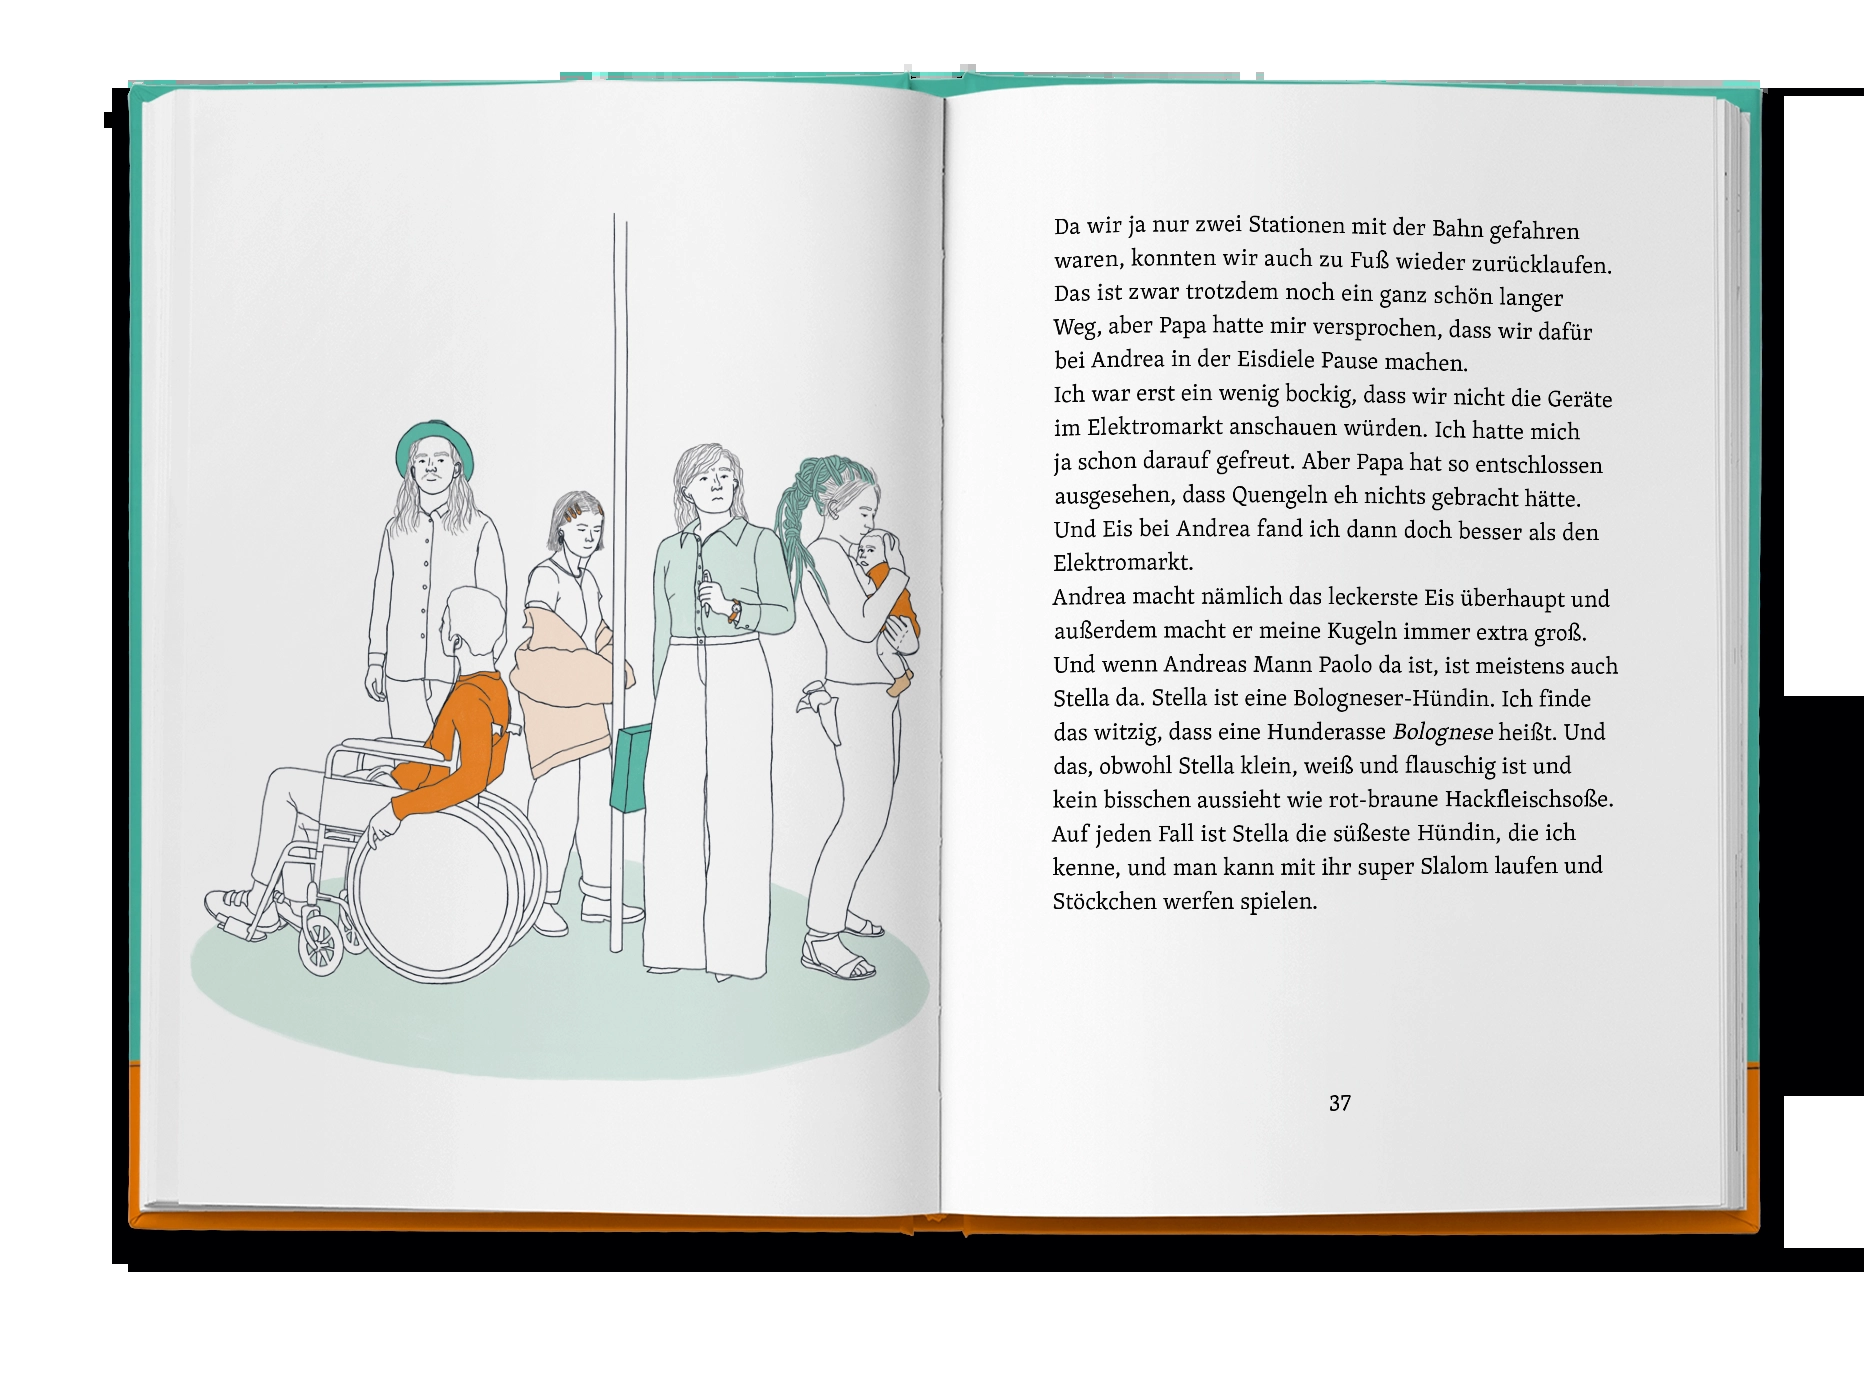 Da wir ja nur zwei Stationen mit der Bahn gefahren
waren, konnten wir auch zu Fuß wieder zurücklaufen.
Das ist zwar trotzdem noch ein ganz schön langer
Weg, aber Papa hatte mir versprochen, dass wir dafür
bei Andrea in der Eisdiele Pause machen.
Ich war erst ein wenig bockig, dass wir nicht die Geräte
im Elektromarkt anschauen würden. Ich hatte mich
ja schon darauf gefreut. Aber Papa hat so entschlossen
ausgesehen, dass Quengeln eh nichts gebracht hätte.
Und Eis bei Andrea fand ich dann doch besser als den
Elektromarkt.
Andrea macht nämlich das leckerste Eis überhaupt und
außerdem macht er meine Kugeln immer extra groß.
Und wenn Andreas Mann Paolo da ist, ist meistens auch
Stella da. Stella ist eine Bologneser-Hündin. Ich finde
das witzig, dass eine Hunderasse Bolognese heißt. Und
das, obwohl Stella klein, weiß und flauschig ist und
kein bisschen aussieht wie rot-braune Hackfleischsoße.
Auf jeden Fall ist Stella die süßeste Hündin, die ich
kenne, und man kann mit ihr super Slalom laufen und
Stöckchen werfen spielen.
37